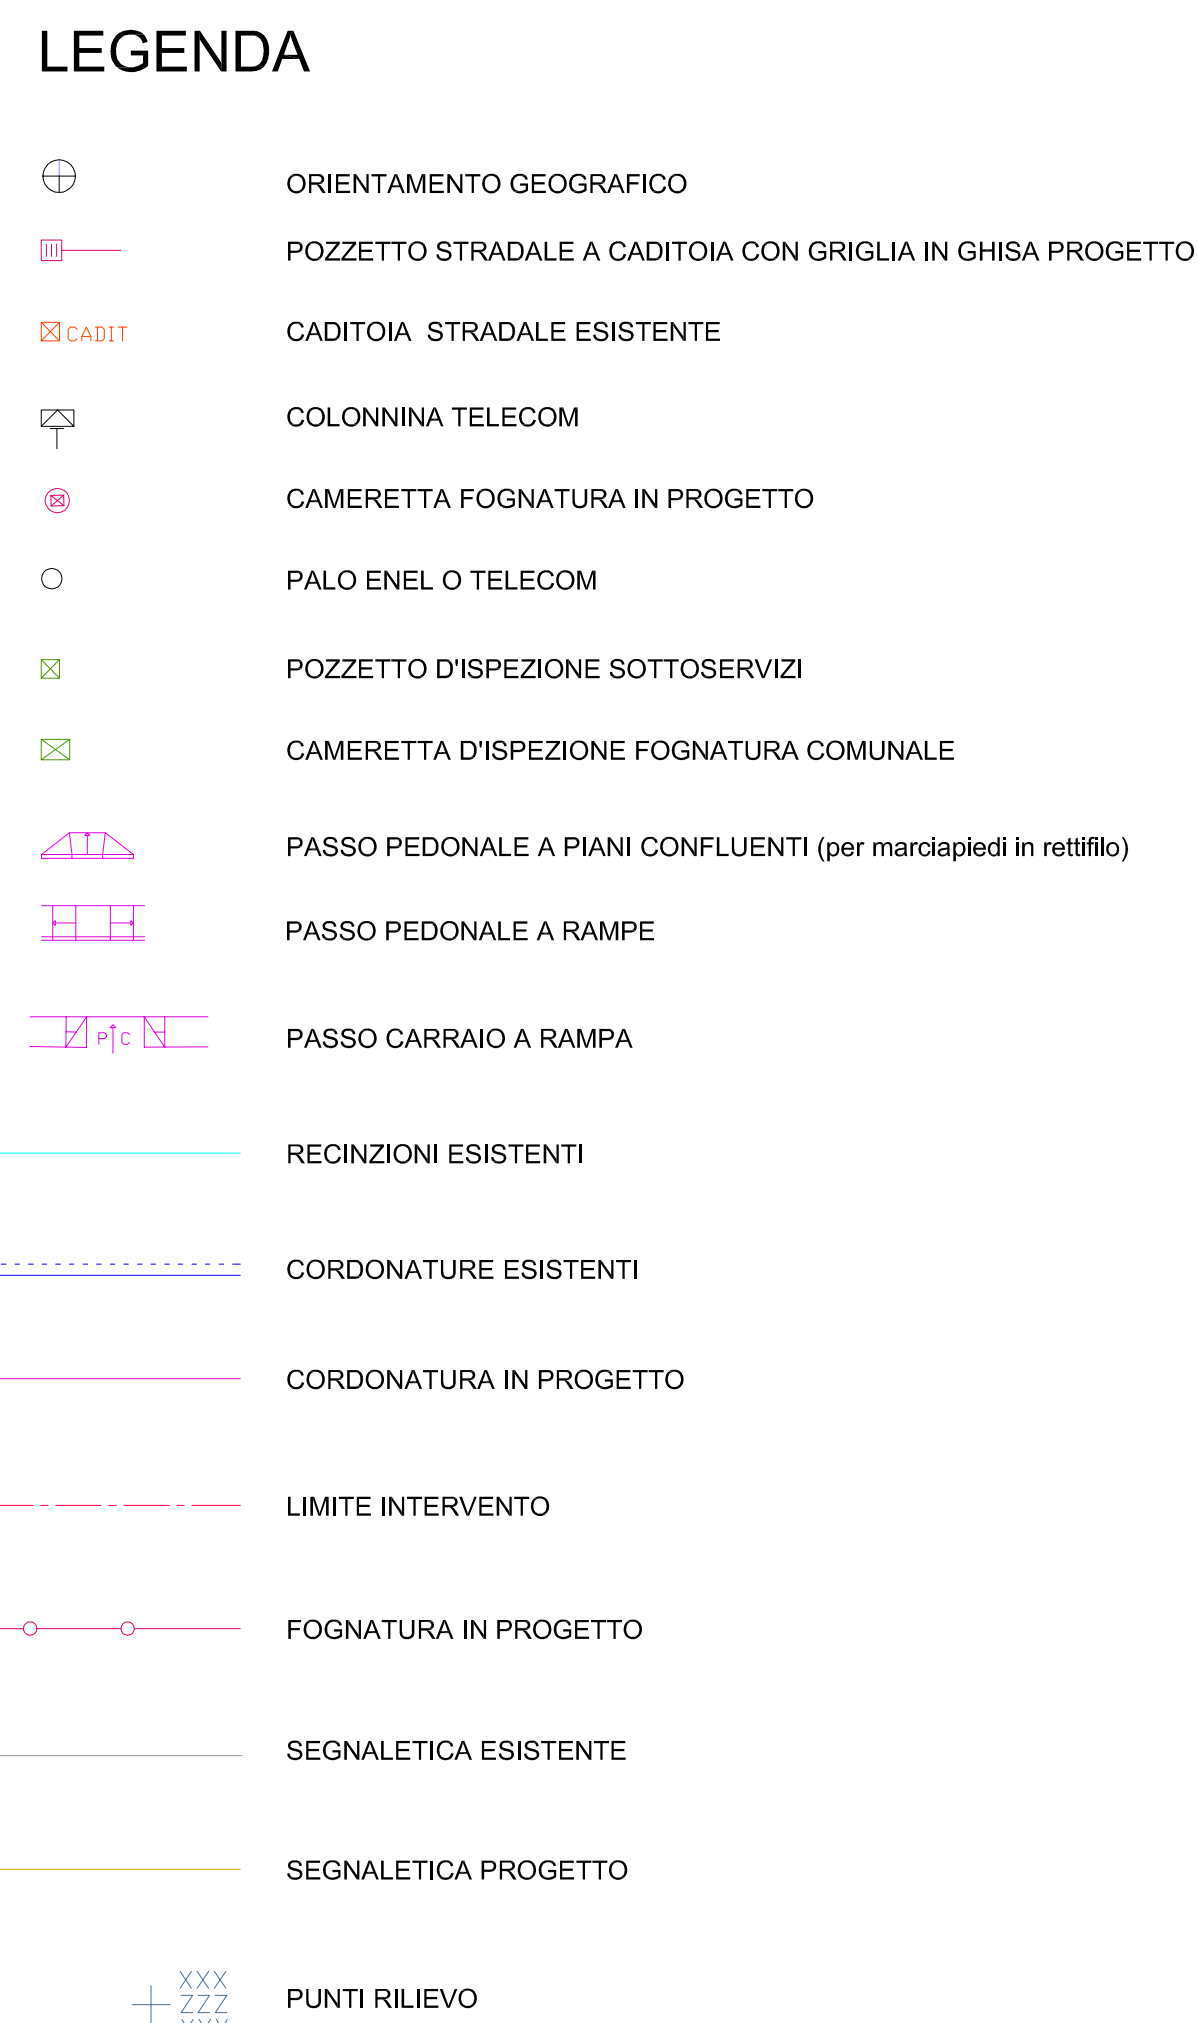 LEGENDA
ORIENTAMENTO GEOGRAFICO
POZZETTO STRADALE A CADITOIA CON GRIGLIA IN GHISA PROGETTO
CADIT CADITOIA STRADALE ESISTENTE
COLONNINA TELECOM
CAMERETTA FOGNATURA IN PROGETTO
PALO ENEL O TELECOM
POZZETTO D'ISPEZIONE SOTTOSERVIZI
CAMERETTA D'ISPEZIONE FOGNATURA COMUNALE
PASSO PEDONALE A PIANI CONFLUENTI (per marciapiedi in rettifilo)
PASSO PEDONALE A RAMPE
P C PASSO CARRAIO A RAMPA
RECINZIONI ESISTENTI
CORDONATURE ESISTENTI
CORDONATURA IN PROGETTO
LIMITE INTERVENTO
FOGNATURA IN PROGETTO
SEGNALETICA ESISTENTE
SEGNALETICA PROGETTO
XXX
ZZZ PUNTI RILIEVO